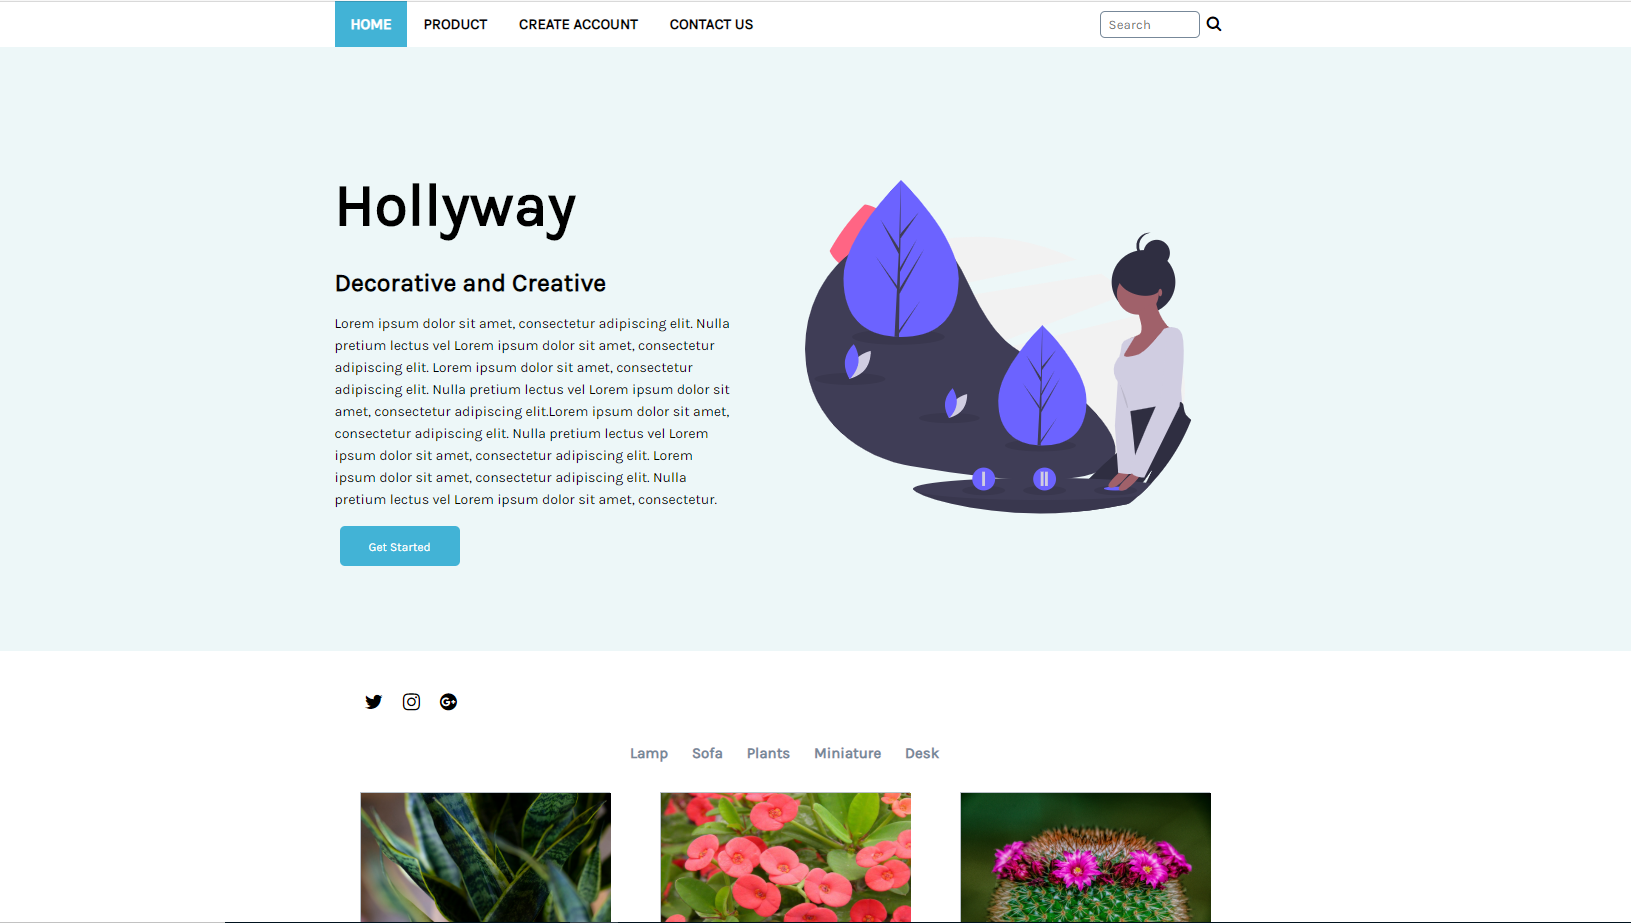 HOME PRODUCT CREATE ACCOUNT CONTACT US Search
Hollyway
Decorative and Creative
Lorem ipsum dolor sit amet, consectetur adipiscing elit. Nulla
pretium lectus vel Lorem ipsum dolor sit amet, consectetur
adipiscing elit. Lorem ipsum dolor sit amet, consectetur
adipiscing elit. Nulla pretium lectus vel Lorem ipsum dolor sit
amet, consectetur adipiscing elit.Lorem ipsum dolor sit amet,
consectetur adipiscing elit. Nulla pretium lectus vel Lorem
ipsum dolor sit amet, consectetur adipiscing elit. Lorem
ipsum dolor sit amet, consectetur adipiscing elit. Nulla
pretium lectus vel Lorem ipsum dolor sit amet, consectetur.
Get Started
Lamp Sofa Plants Miniature Desk